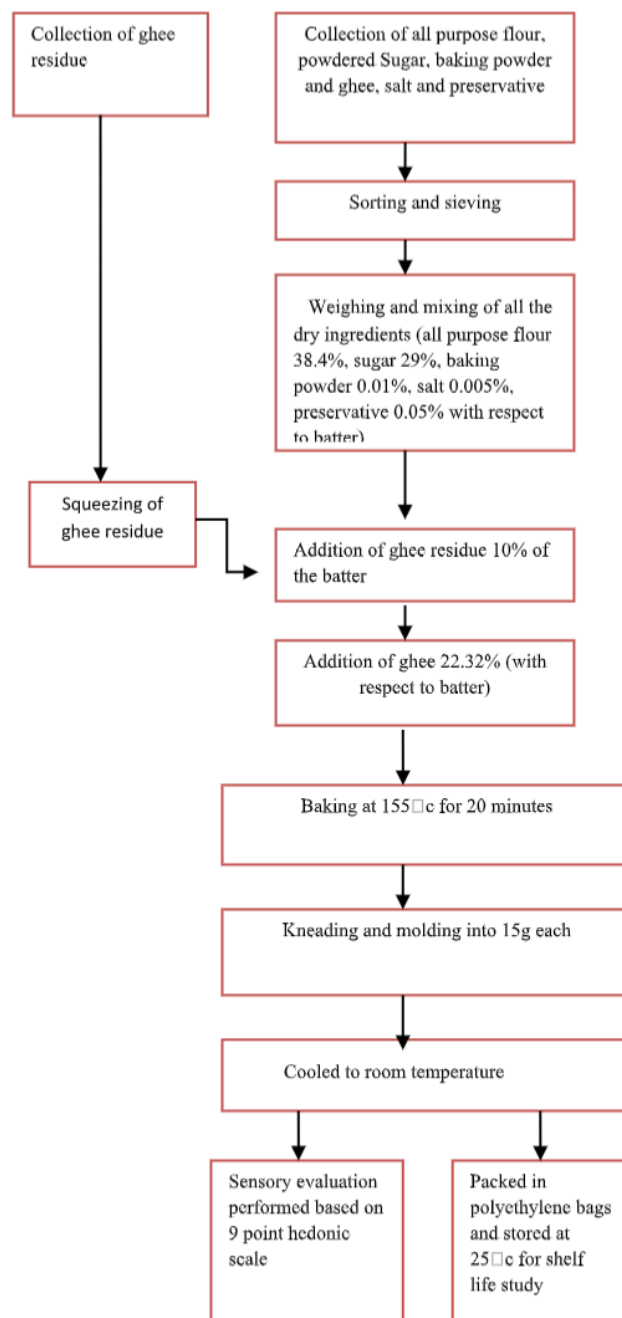 Collection of ghee
residue
Collection of all purpose flour,
powdered Sugar, baking powder
and ghee, salt and preservative
Sorting and sieving
Weighing and mixing of all the
dry ingredients (all purpose flour
38.4%, sugar 29%, baking
powder 0.01%, salt 0.005%,
preservative 0.05% with respect
to batter)
Squeezing of
ghee residue
Addition of ghee residue 10% of
the batter
Addition of ghee 22.32% (with
respect to batter)
Baking at 155□c for 20 minutes
Kneading and molding into 15g each
Cooled to room temperature
Sensory evaluation
performed based on
9 point hedonic
scale
Packed in
polyethylene bags
and stored at
25□c for shelf
life study